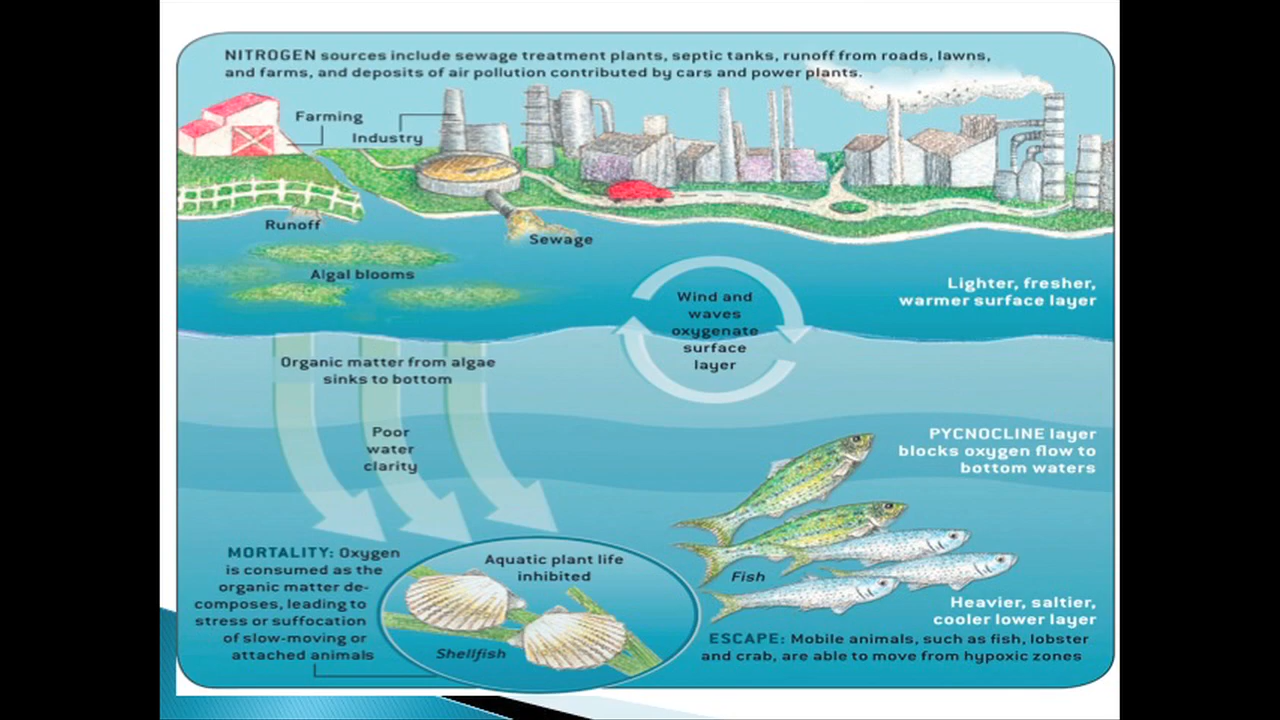 NITROGEN sources include sewage treatment plants, septic tanks, runoff from roads, lawns,
and farms, and deposits of air pollution contributed by cars and power plants.
Farming
Industry
Runoff
Sewage
Algal blooms
Lighter, fresher,
warmer surface layer
Wind and
waves
oxygenate
surface
layer
Organic matter from algae
sinks to bottom
Poor
water
clarity
PYCNOCLINE layer
blocks oxygen flow to
bottom waters
MORTALITY: Oxygen
is consumed as the
organic matter de-
composes, leading to
stress or suffocation
of slow-moving or
attached animals
Aquatic plant life
inhibited
Shellfish
Fish
Heavier, saltier,
cooler lower layer
ESCAPE: Mobile animals, such as fish, lobster
and crab, are able to move from hypoxic zones